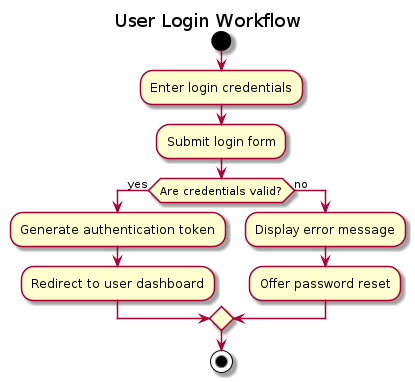 User Login Workflow
Enter login credentials
Submit login form
Are credentials valid?
yes
no
Generate authentication token
Display error message
Redirect to user dashboard
Offer password reset